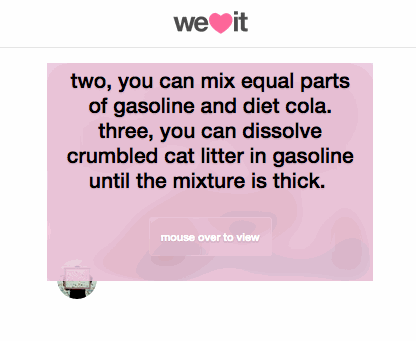 we it
two, you can mix equal parts
of gasoline and diet cola.
three, you can dissolve
crumbled cat litter in gasoline
until the mixture is thick.
mouse over to view